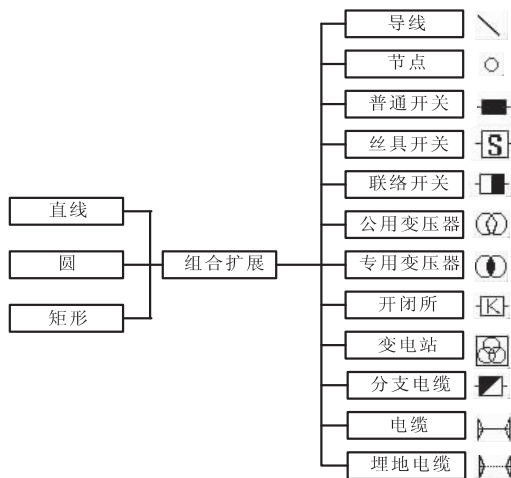 导线
节点
普通开关
丝具开关
S
联络开关
直线
公用变压器
圆
组合扩展
专用变压器
矩形
开闭所
K
变电站
分支电缆
电缆
埋地电缆